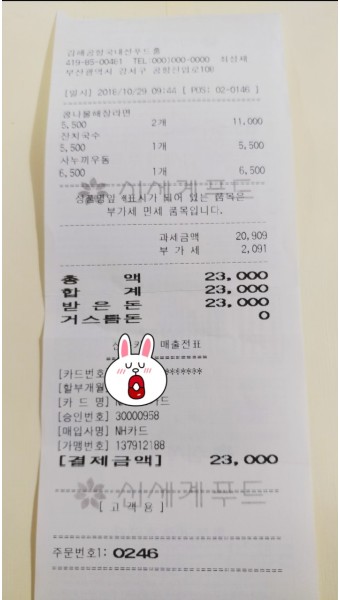 김해공항국내선푸드홀
419-85-00461 TEL:000)000-0000 최성재
부산광역시 강서구 공항진입로108
[일시] 2016/10/29 09:44 [ POS: 02-0146 ]
콩나물해장라면
5,500 2개 11,000
잔치국수
5,500 1개 5,500
사누끼우동
6,500 1개 6,500
신세계푸드
상품명앞 *표시가 되어 있는 품목은
부가세 면세 품목입니다.
과세금액 20,909
부 가 세 2,091
총 액 23,000
합 계 23,000
받 은 돈 23,000
거스름돈 0
매출전표
[카드번호 *******
[할부개월
[카 드 명] 카드
[승인번호] 30000958
[매입사명] NH카드
[가맹번호] 137912188
[결제금액] 23,000
신세계푸드
[ 고 객 용 ]
주문번호1: 0246